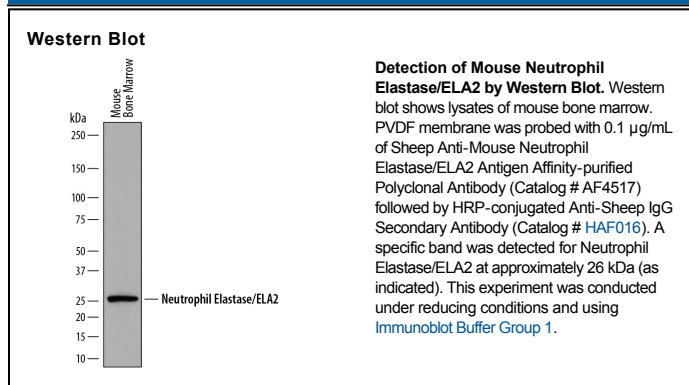 Western Blot
Mouse
Bone Marrow
kDa
250
150
100
75
50
37
25
20
15
10
Neutrophil Elastase/ELA2
Detection of Mouse Neutrophil
Elastase/ELA2 by Western Blot. Western
blot shows lysates of mouse bone marrow.
PVDF membrane was probed with 0.1 µg/mL
of Sheep Anti-Mouse Neutrophil
Elastase/ELA2 Antigen Affinity-purified
Polyclonal Antibody (Catalog # AF4517)
followed by HRP-conjugated Anti-Sheep IgG
Secondary Antibody (Catalog # HAF016). A
specific band was detected for Neutrophil
Elastase/ELA2 at approximately 26 kDa (as
indicated). This experiment was conducted
under reducing conditions and using
Immunoblot Buffer Group 1.